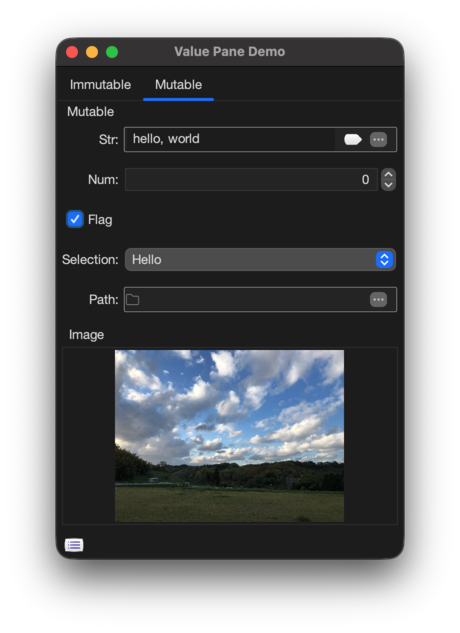 Value Pane Demo
Immutable Mutable
Mutable
Str: hello, world
Num: 0
Flag
Selection: Hello
Path:
Image